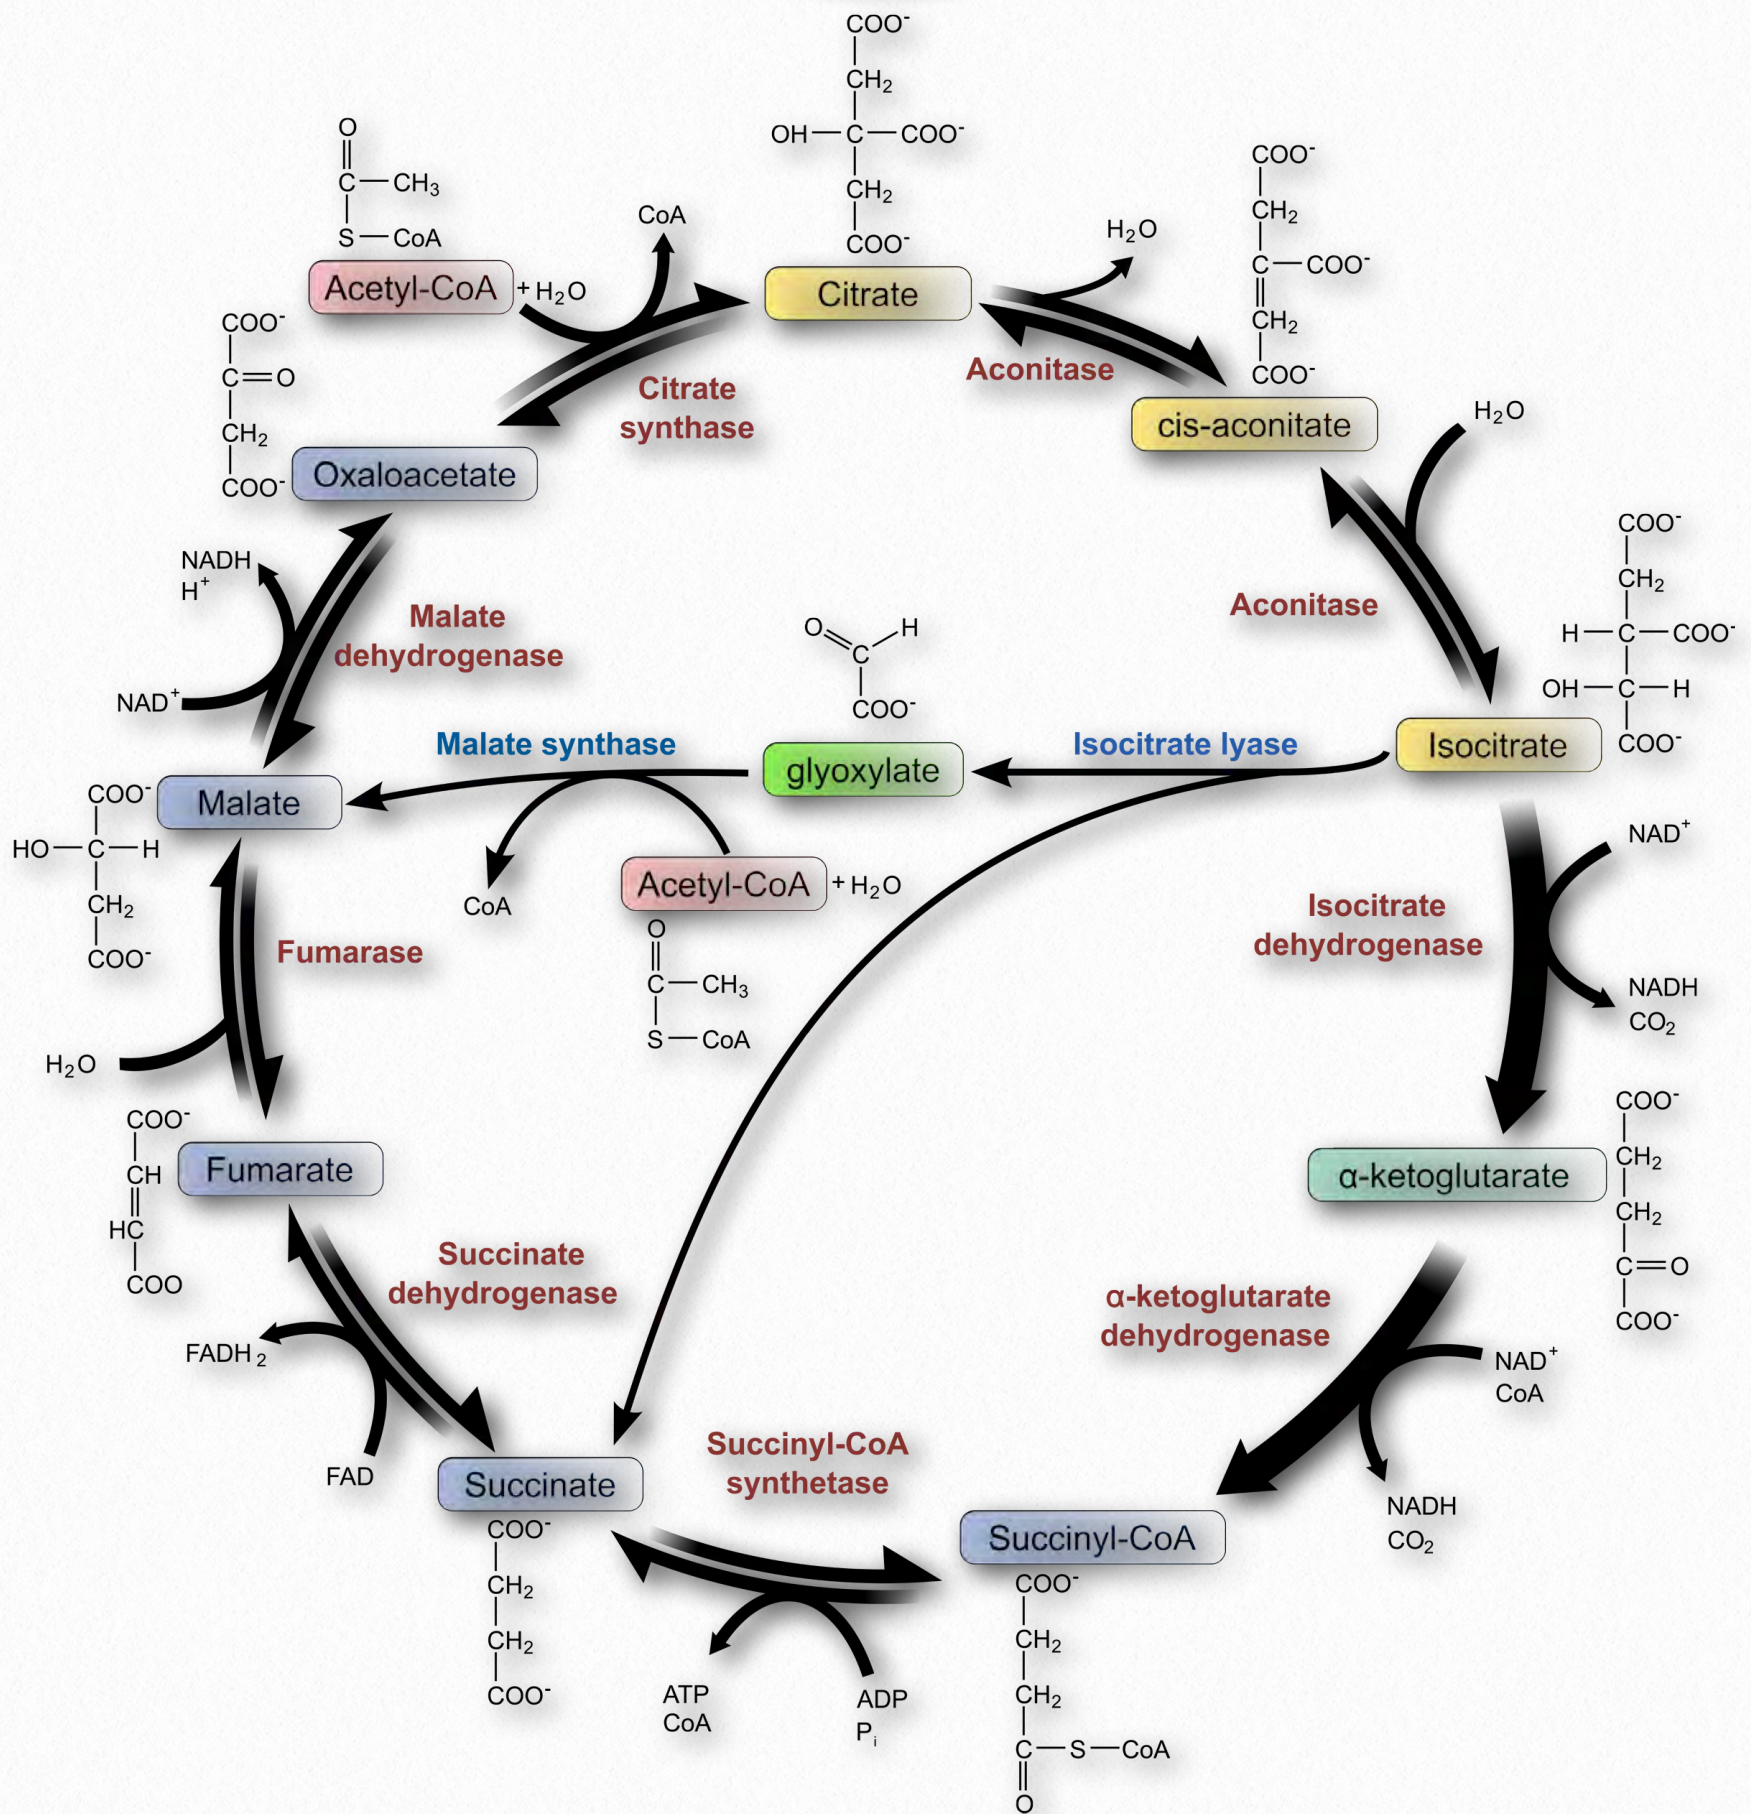 COO⁻
CH₂
OH C COO⁻
CH₂
COO⁻
Citrate
O
C CH₃
S CoA
Acetyl-CoA + H₂O
CoA
Citrate
synthase
H₂O
Aconitase
COO⁻
CH₂
C COO⁻
CH₂
COO⁻
cis-aconitate
H₂O
Aconitase
COO⁻
CH₂
H C COO⁻
OH C H
COO⁻
Isocitrate
COO⁻
C O
CH₂
COO⁻
Oxaloacetate
NADH
H⁺
NAD⁺
Malate
dehydrogenase
O H
C
COO⁻
glyoxylate
Malate synthase
Isocitrate lyase
Acetyl-CoA + H₂O
O
C CH₃
S CoA
CoA
Malate
COO⁻
HO C H
CH₂
COO⁻
Fumarase
H₂O
NAD⁺
Isocitrate
dehydrogenase
NADH
CO₂
α-ketoglutarate
COO⁻
CH₂
CH₂
C O
COO⁻
COO⁻
CH
HC
COO
Fumarate
Succinate
dehydrogenase
FADH₂
FAD
α-ketoglutarate
dehydrogenase
NAD⁺
CoA
NADH
CO₂
Succinate
COO⁻
CH₂
CH₂
COO⁻
Succinyl-CoA
synthetase
ATP
CoA
ADP
Pᵢ
Succinyl-CoA
COO⁻
CH₂
CH₂
C S CoA
O